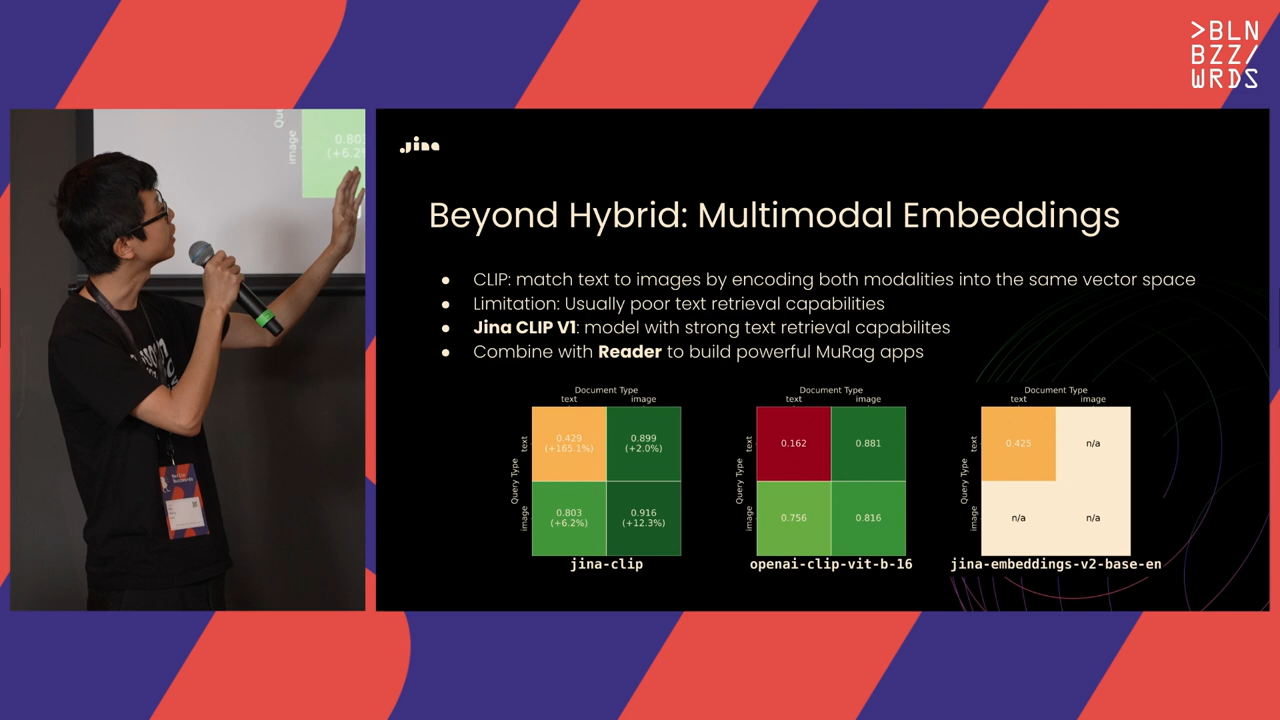 >BLN
BZZ/
WRDS
Jina
Beyond Hybrid: Multimodal Embeddings
● CLIP: match text to images by encoding both modalities into the same vector space
● Limitation: Usually poor text retrieval capabilities
● Jina CLIP V1: model with strong text retrieval capabilites
● Combine with Reader to build powerful MuRag apps
Document Type
text image
Query Type
text
image
0.429
(+165.1%)
0.899
(+2.0%)
0.803
(+6.2%)
0.916
(+12.3%)
jina-clip
Document Type
text image
Query Type
text
image
0.162
0.881
0.756
0.816
openai-clip-vit-b-16
Document Type
text image
Query Type
text
image
0.425
n/a
n/a
n/a
jina-embeddings-v2-base-en
image
0.803
(+6.2